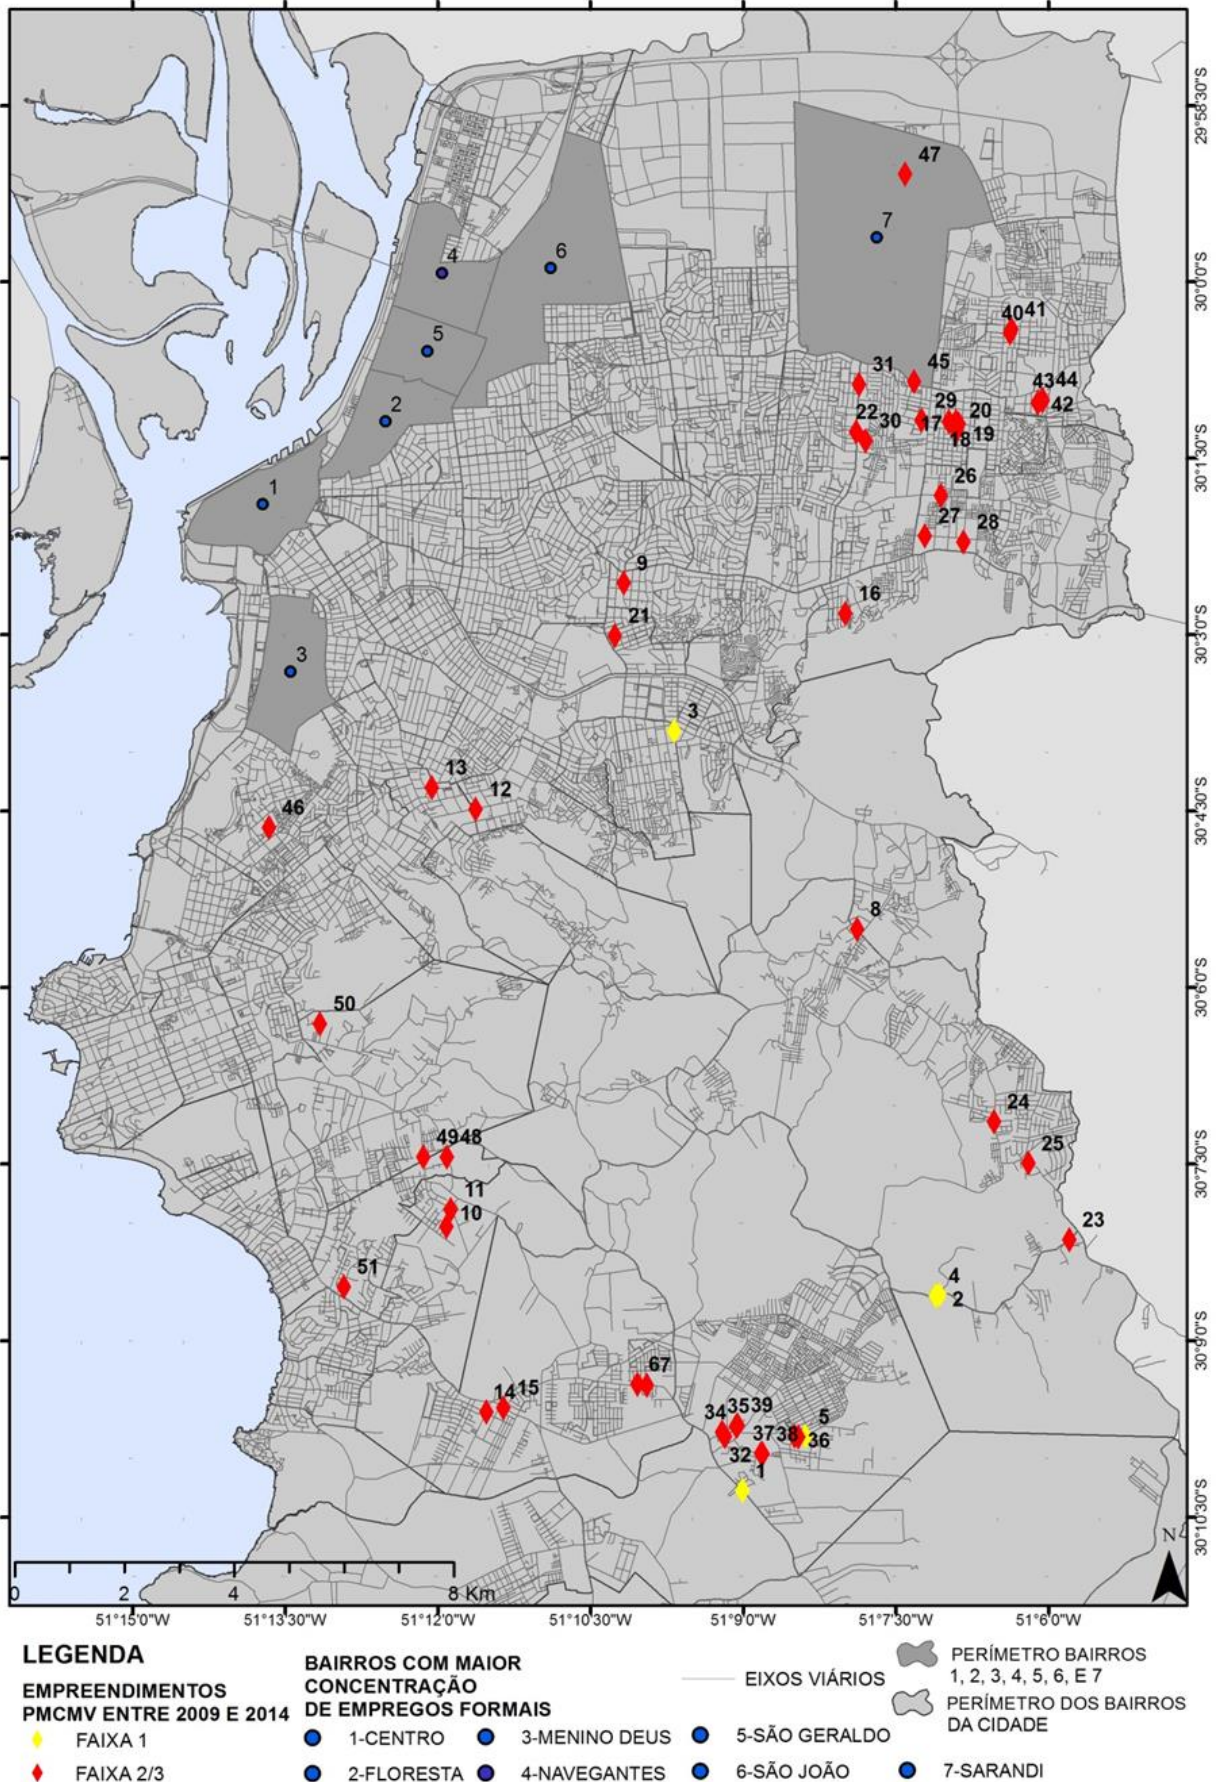 47
7
6
4
29°58'30"S
30°0'0"S
5
40 41
31
45
43 44
2
22
30
29
17
20
42
18
19
30°1'30"S
1
26
27
28
9
16
21
30°3'0"S
3
3
13
12
46
30°4'30"S
8
30°6'0"S
50
24
49 48
25
30°7'30"S
11
10
23
51
4
2
30°9'0"S
67
14 15
34 35 39
5
37 38
36
32
1
30°10'30"S
N
0 2 4 8 Km
51°15'0"W 51°13'30"W 51°12'0"W 51°10'30"W 51°9'0"W 51°7'30"W 51°6'0"W
LEGENDA
EMPREENDIMENTOS
PMCMV ENTRE 2009 E 2014
FAIXA 1
FAIXA 2/3
BAIRROS COM MAIOR
CONCENTRAÇÃO
DE EMPREGOS FORMAIS
1-CENTRO
2-FLORESTA
3-MENINO DEUS
4-NAVEGANTES
EIXOS VIÁRIOS
5-SÃO GERALDO
6-SÃO JOÃO
PERÍMETRO BAIRROS
1, 2, 3, 4, 5, 6, E 7
PERÍMETRO DOS BAIRROS
DA CIDADE
7-SARANDI